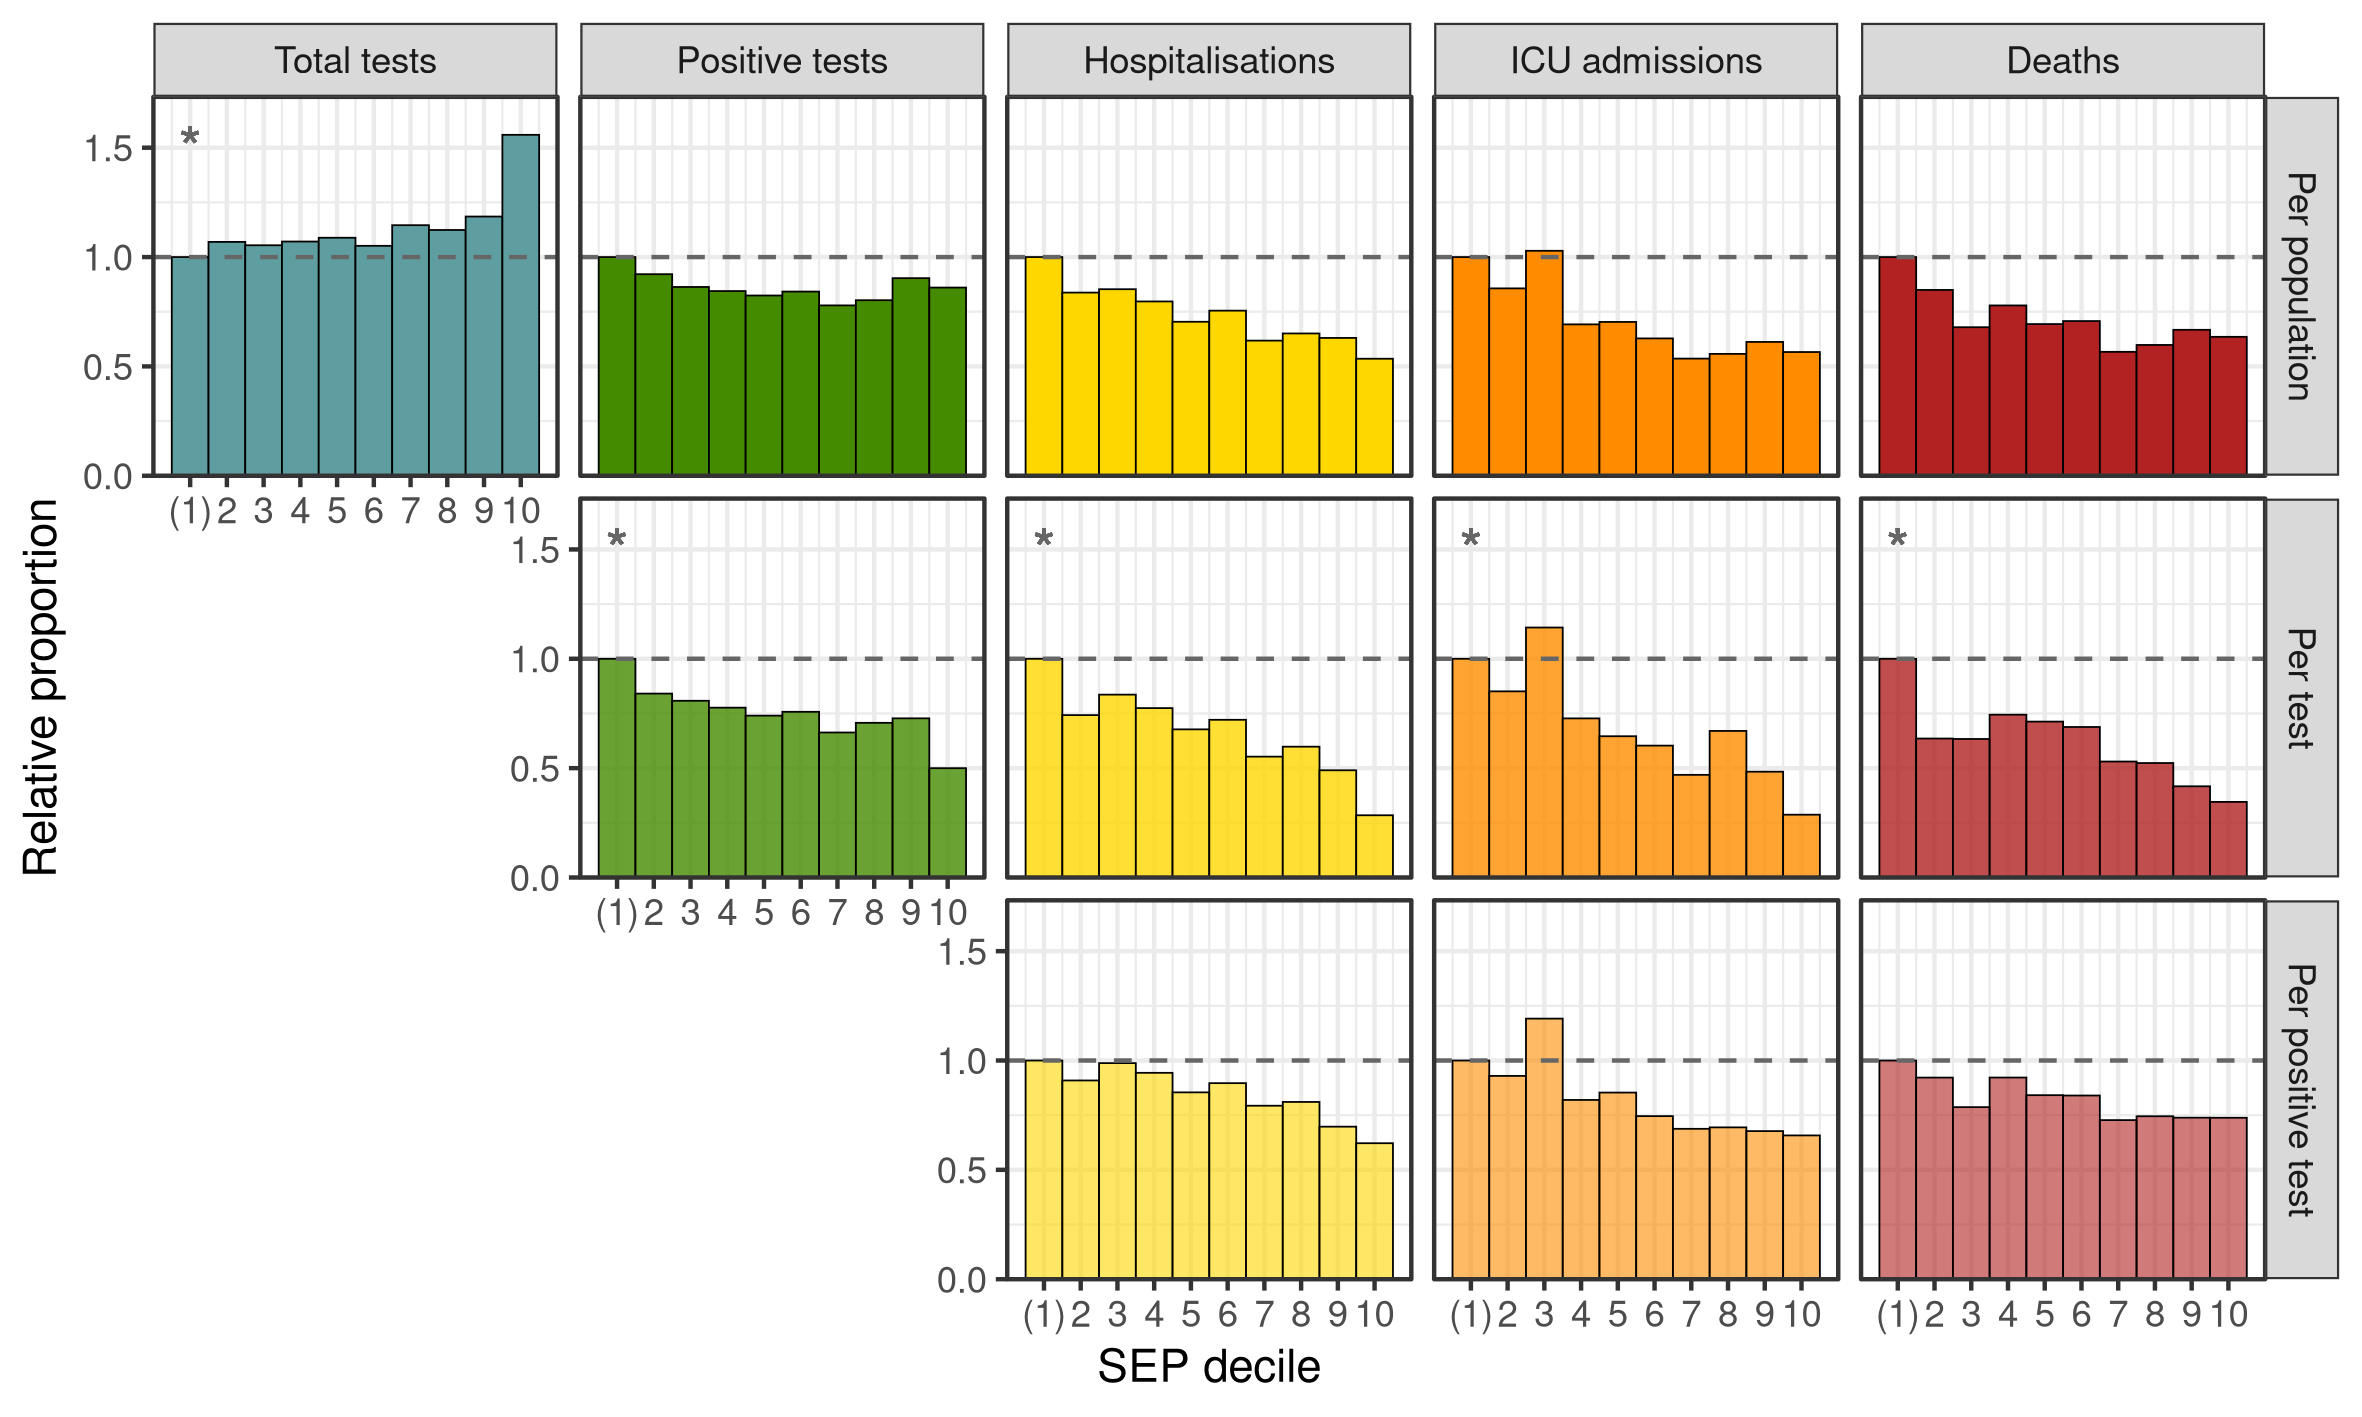 Total tests
Positive tests
Hospitalisations
ICU admissions
Deaths
*
1.5
1.0
0.5
0.0
(1) 2 3 4 5 6 7 8 9 10
Per population
Relative proportion
* * * *
1.5
1.0
0.5
0.0
(1) 2 3 4 5 6 7 8 9 10
Per test
1.5
1.0
0.5
0.0
(1) 2 3 4 5 6 7 8 9 10
(1) 2 3 4 5 6 7 8 9 10
(1) 2 3 4 5 6 7 8 9 10
Per positive test
SEP decile